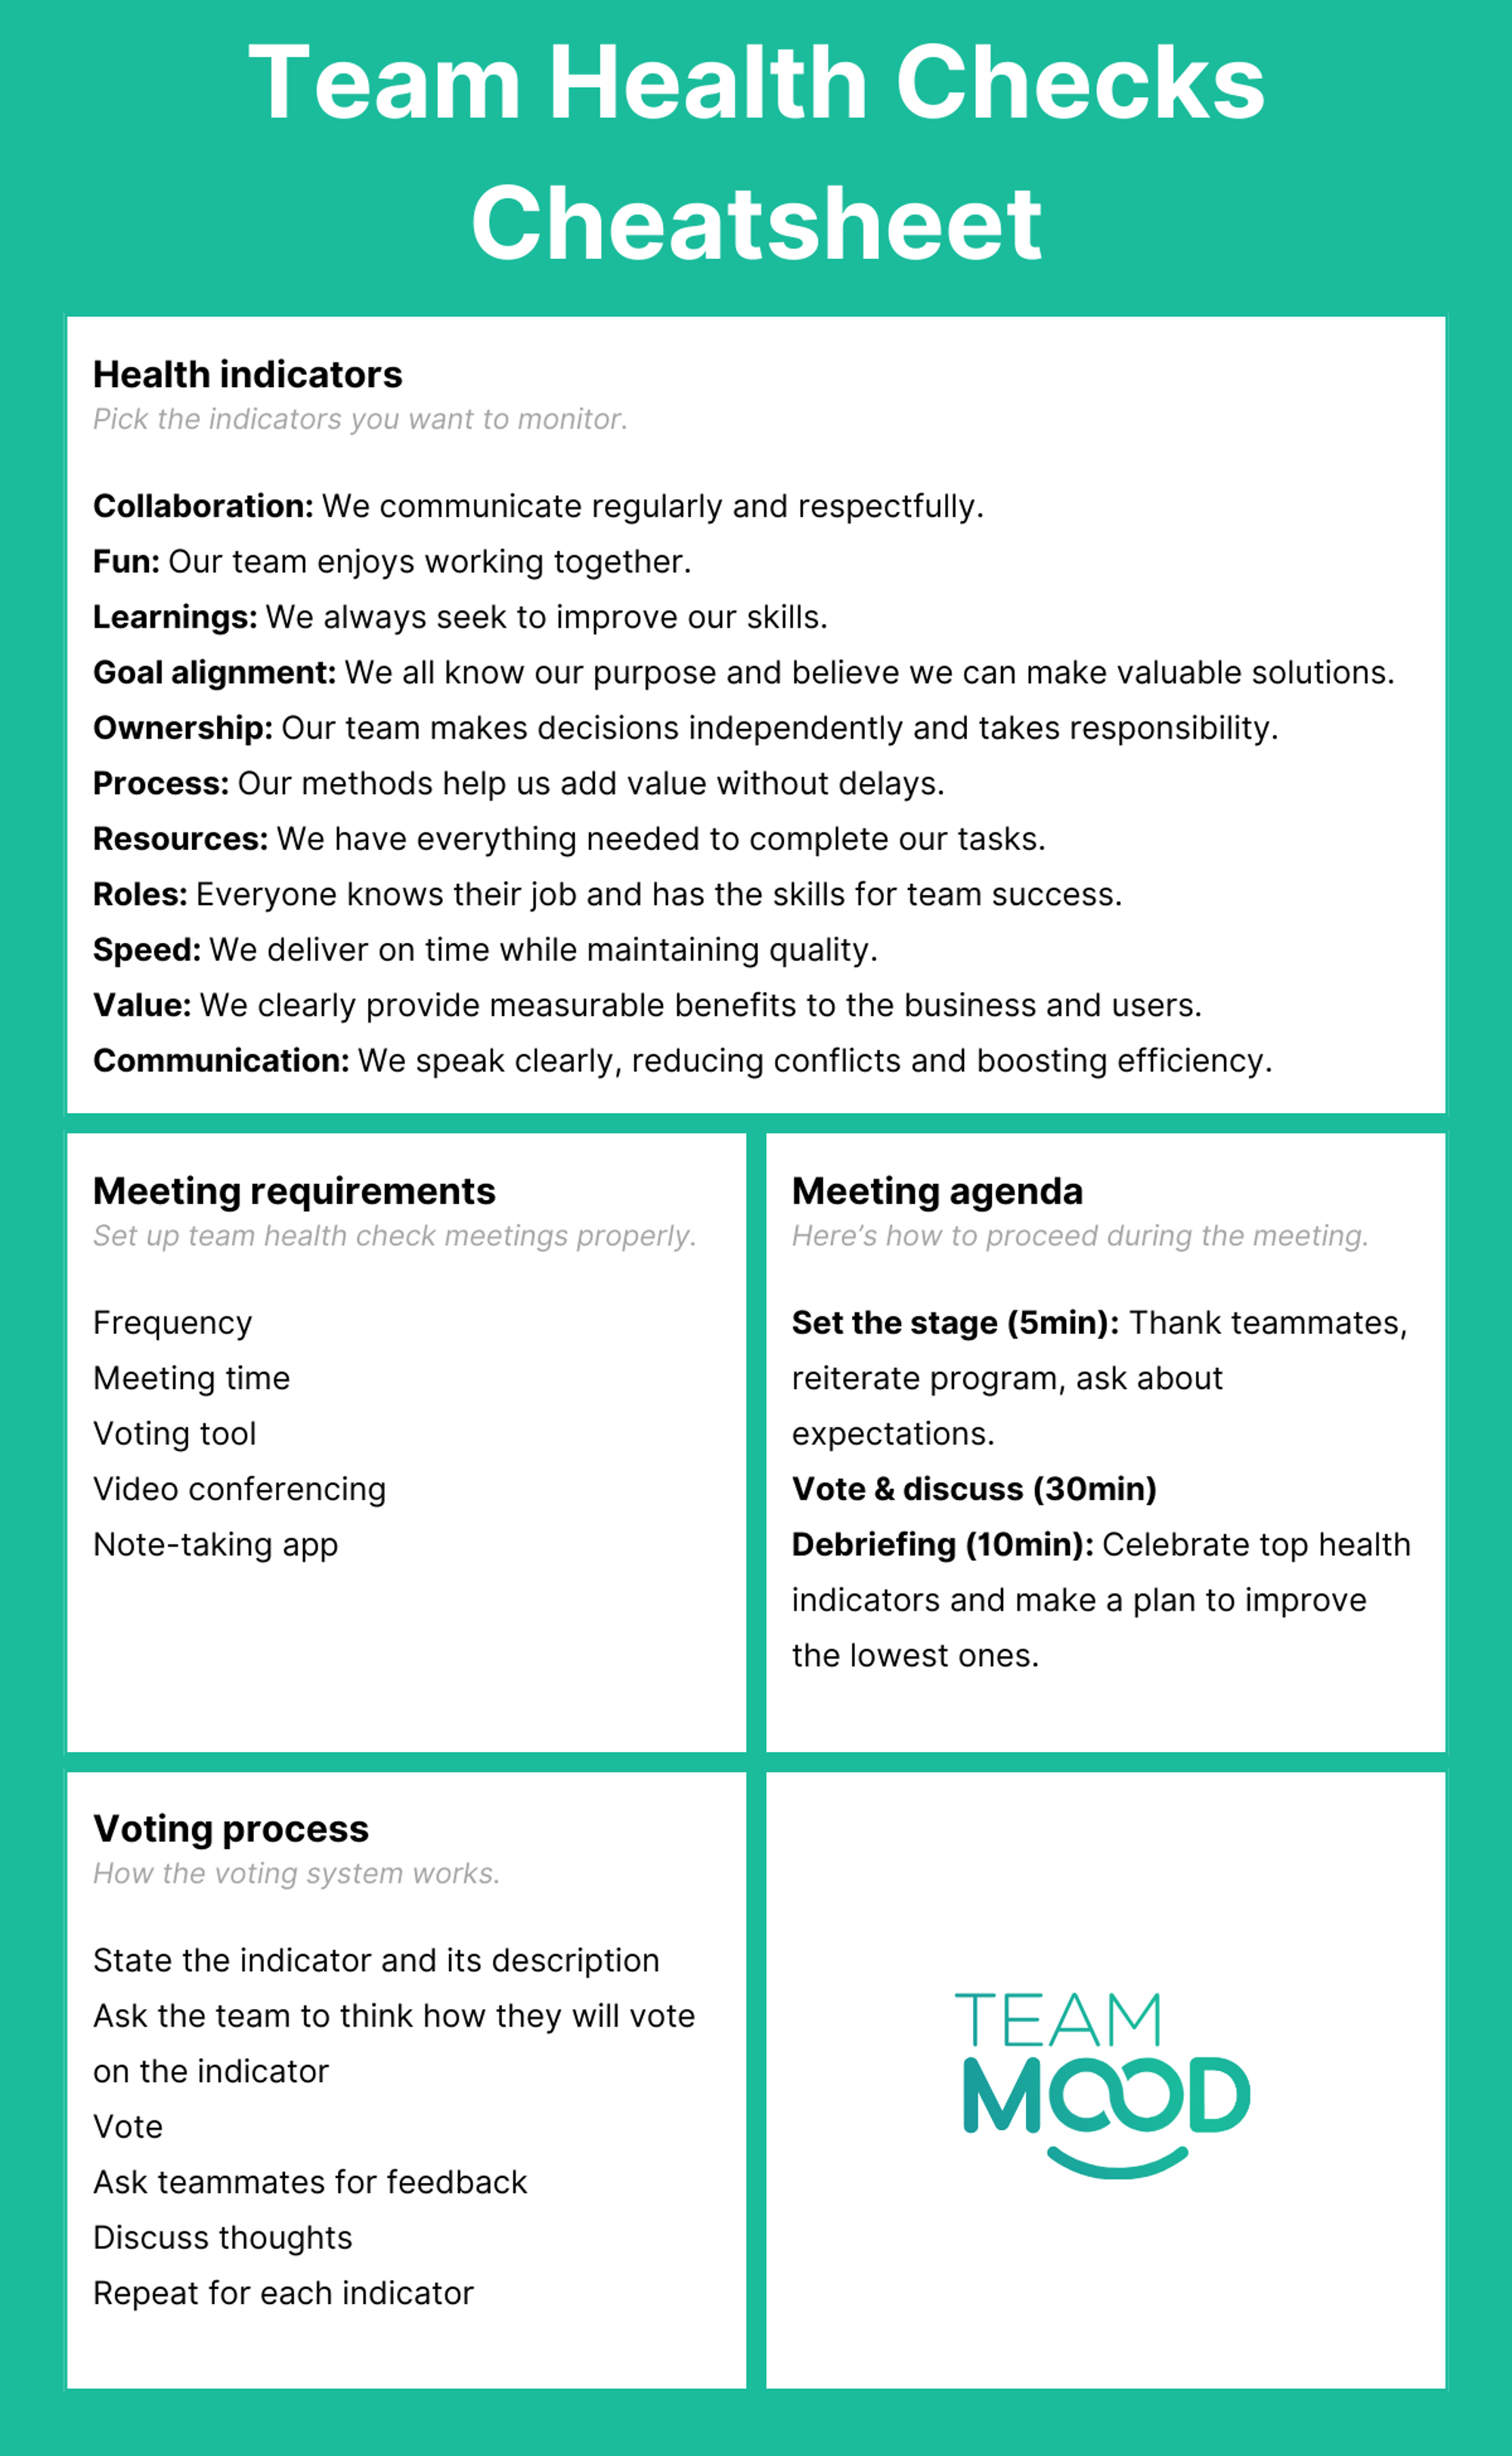 Team Health Checks
Cheatsheet
Health indicators
Pick the indicators you want to monitor.
Collaboration: We communicate regularly and respectfully.
Fun: Our team enjoys working together.
Learnings: We always seek to improve our skills.
Goal alignment: We all know our purpose and believe we can make valuable solutions.
Ownership: Our team makes decisions independently and takes responsibility.
Process: Our methods help us add value without delays.
Resources: We have everything needed to complete our tasks.
Roles: Everyone knows their job and has the skills for team success.
Speed: We deliver on time while maintaining quality.
Value: We clearly provide measurable benefits to the business and users.
Communication: We speak clearly, reducing conflicts and boosting efficiency.
Meeting requirements
Set up team health check meetings properly.
Frequency
Meeting time
Voting tool
Video conferencing
Note-taking app
Meeting agenda
Here’s how to proceed during the meeting.
Set the stage (5min): Thank teammates,
reiterate program, ask about
expectations.
Vote & discuss (30min)
Debriefing (10min): Celebrate top health
indicators and make a plan to improve
the lowest ones.
Voting process
How the voting system works.
State the indicator and its description
Ask the team to think how they will vote
on the indicator
Vote
Ask teammates for feedback
Discuss thoughts
Repeat for each indicator
TEAM
MOOD